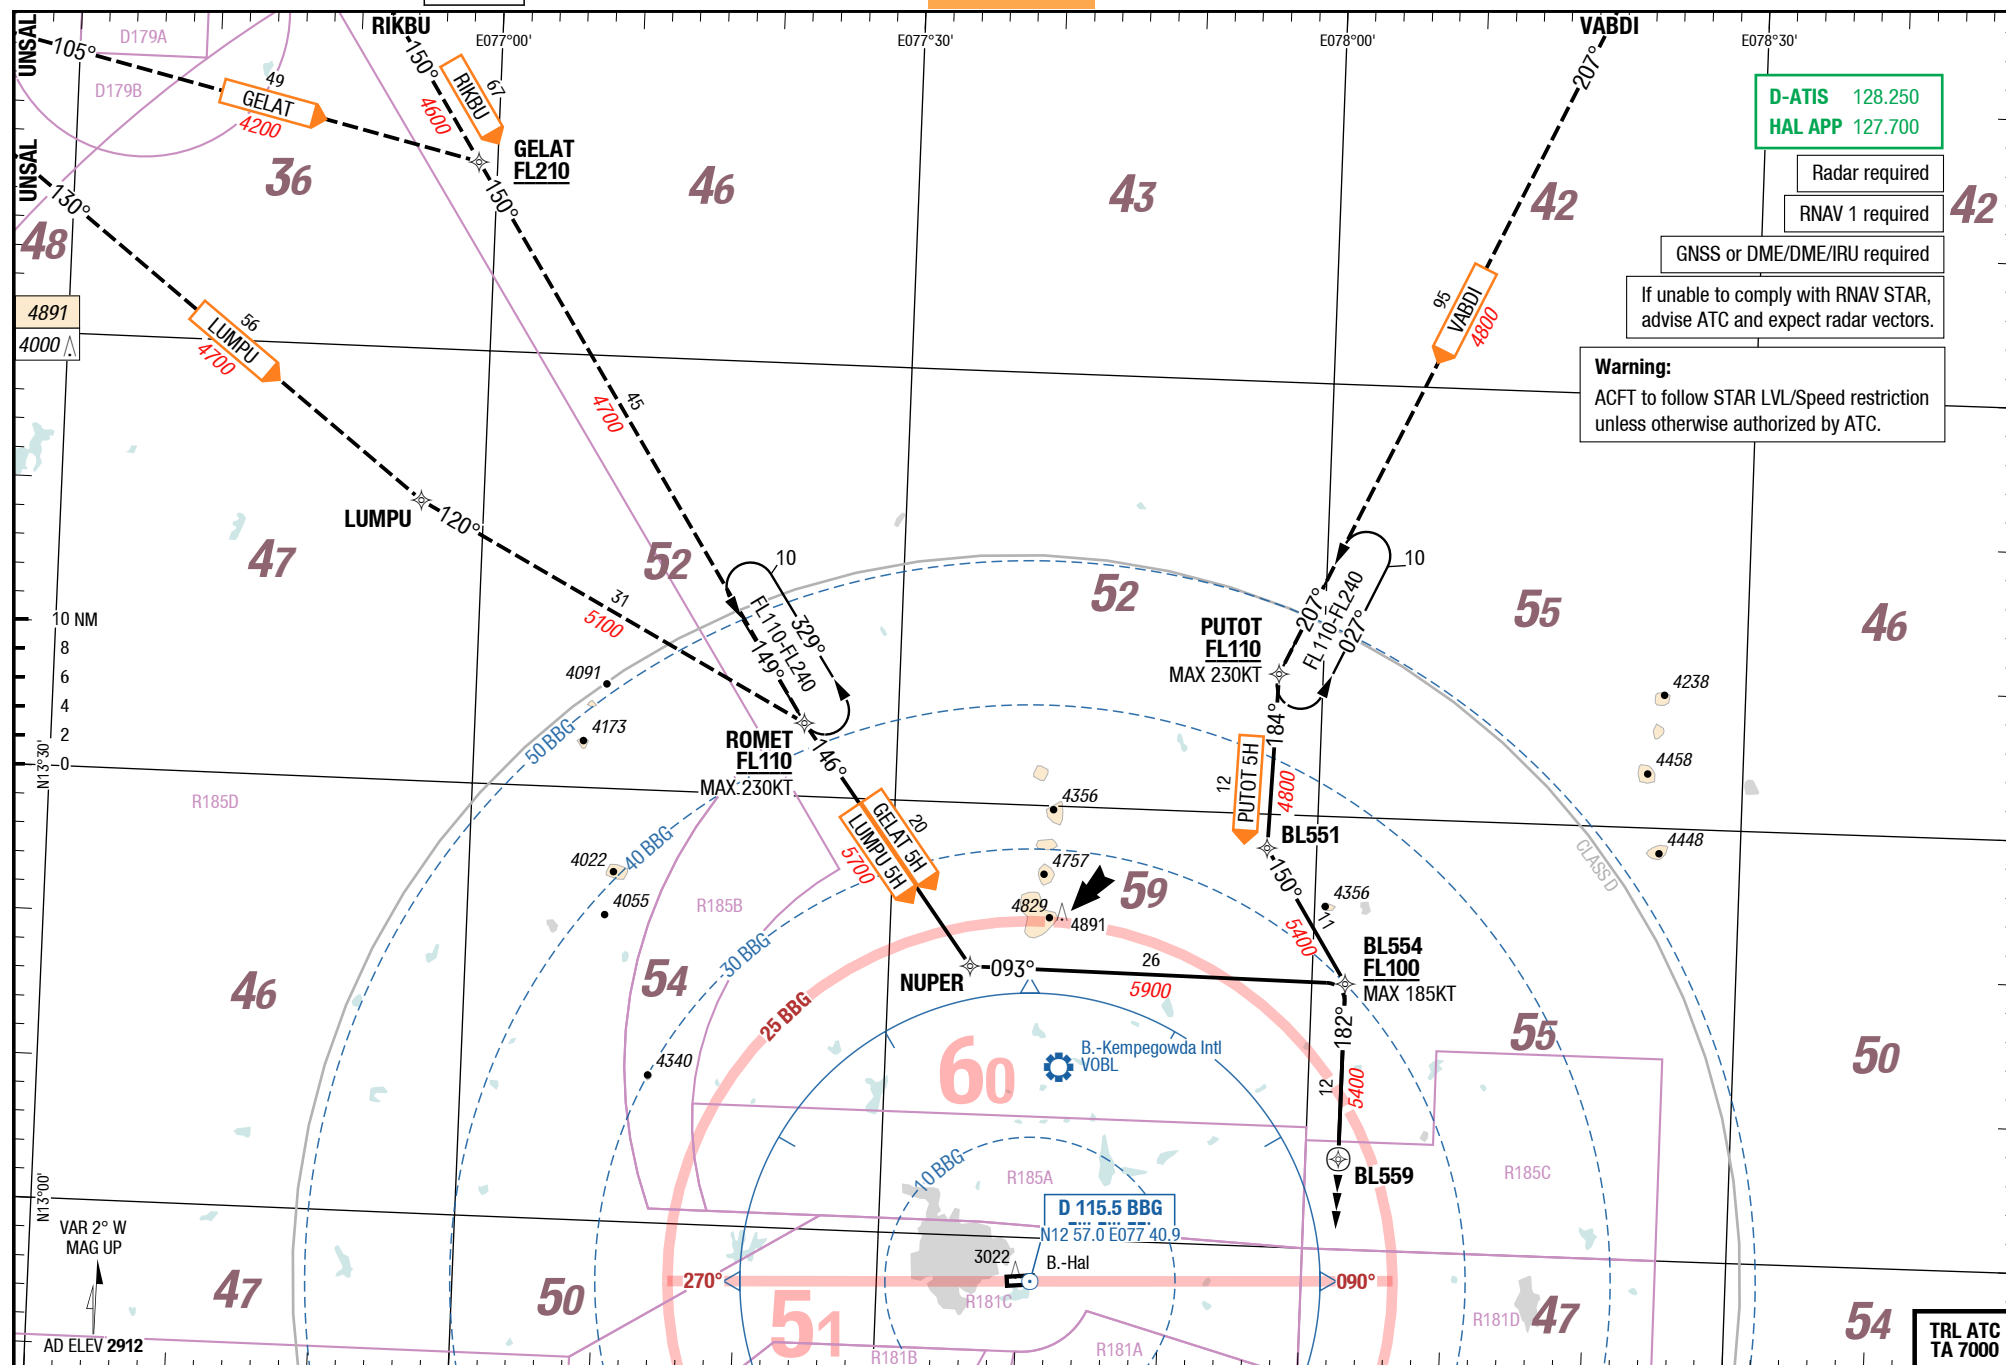 RIKBU
E077°00'
E077°30'
E078°00'
VABDI
E078°30'
UNSAL
105°
D179A
D179B
49
GELAT
4200
150°
4600
RIKBU
67
GELAT
FL210
150°
207°
D-ATIS 128.250
HAL APP 127.700
Radar required
RNAV 1 required
GNSS or DME/DME/IRU required
If unable to comply with RNAV STAR,
advise ATC and expect radar vectors.
Warning:
ACFT to follow STAR LVL/Speed restriction
unless otherwise authorized by ATC.
UNSAL
130°
36
46
43
42
42
48
4891
4000
56
LUMPU
4700
45
4700
95
VABDI
4800
LUMPU
120°
47
52
10
52
10
55
46
31
5100
FL110-FL240
329°
149°
207°
FL110-FL240
027°
PUTOT
FL110
MAX 230KT
10 NM
8
6
4
2
0
N13°30'
4091
4173
50 BBG
ROMET
FL110
MAX 230KT
146°
184°
12
PUTOT 5H
4800
4238
4458
4448
R185D
4356
BL551
CLASS D
GELAT 5H
20
LUMPU 5H
5700
4022
40 BBG
4055
4757
59
4829
4891
150°
4356
11
5400
R185B
30 BBG
BL554
FL100
MAX 185KT
NUPER
093°
26
5900
46
54
25 BBG
182°
55
50
60
B.-Kempegowda Intl
VOBL
4340
12
5400
10 BBG
R185A
BL559
R185C
N13°00'
D 115.5 BBG
N12 57.0 E077 40.9
VAR 2° W
MAG UP
3022
B.-Hal
270°
090°
47
50
51
R181C
R181D
47
54
AD ELEV 2912
R181B
R181A
TRL ATC
TA 7000